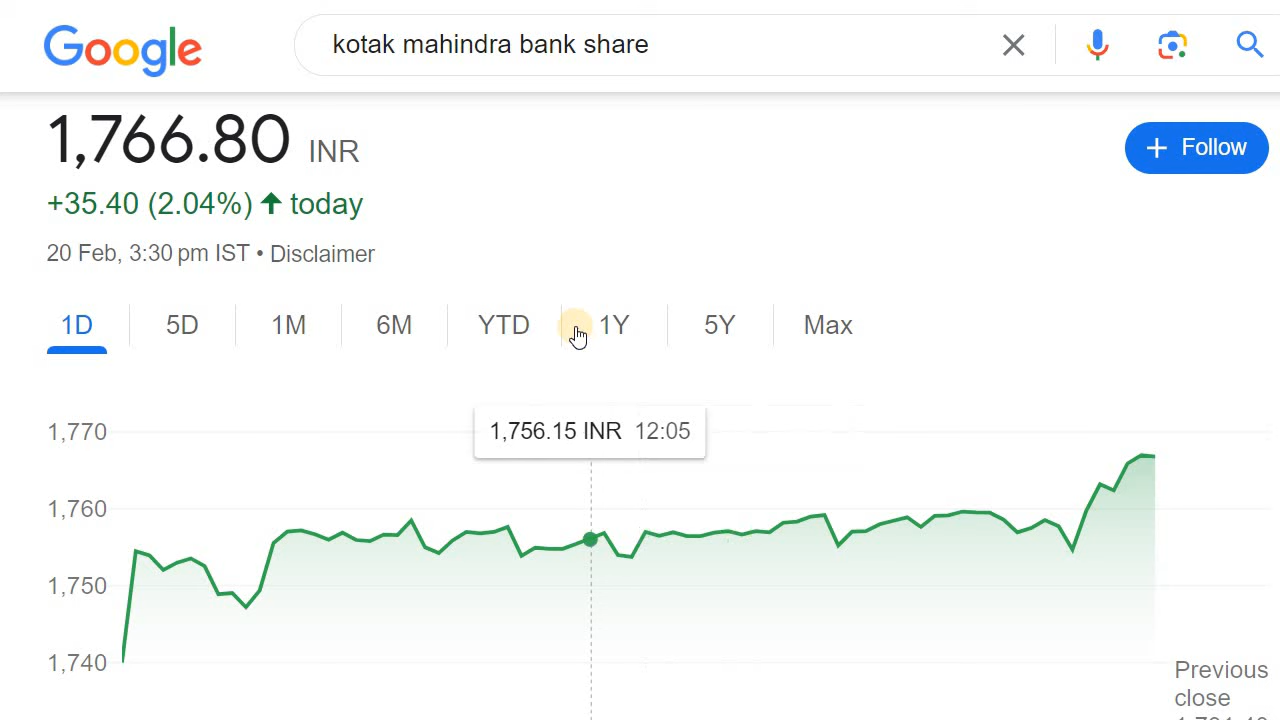 Google
kotak mahindra bank share
1,766.80 INR
+ Follow
+35.40 (2.04%) ↑ today
20 Feb, 3:30 pm IST • Disclaimer
1D 5D 1M 6M YTD 1Y 5Y Max
1,756.15 INR 12:05
1,770
1,760
1,750
1,740
Previous
close